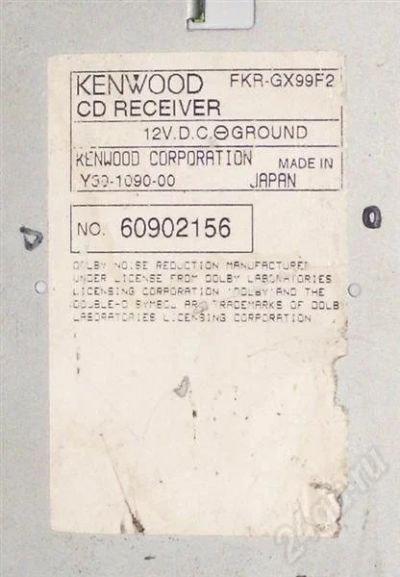 KENWOOD FKR-GX99F2
CD RECEIVER
12V.D.C.⊖GROUND
KENWOOD CORPORATION MADE IN
Y30-1090-00 JAPAN
NO. 60902156
DOLBY NOISE REDUCTION MANUFACTURED
UNDER LICENSE FROM DOLBY LABORATORIES
LICENSING CORPORATION "DOLBY"AND THE
DOUBLE-D SYMBOL ARE TRADEMARKS OF DOLB
LABORATORIES LICENSING CORPORATION